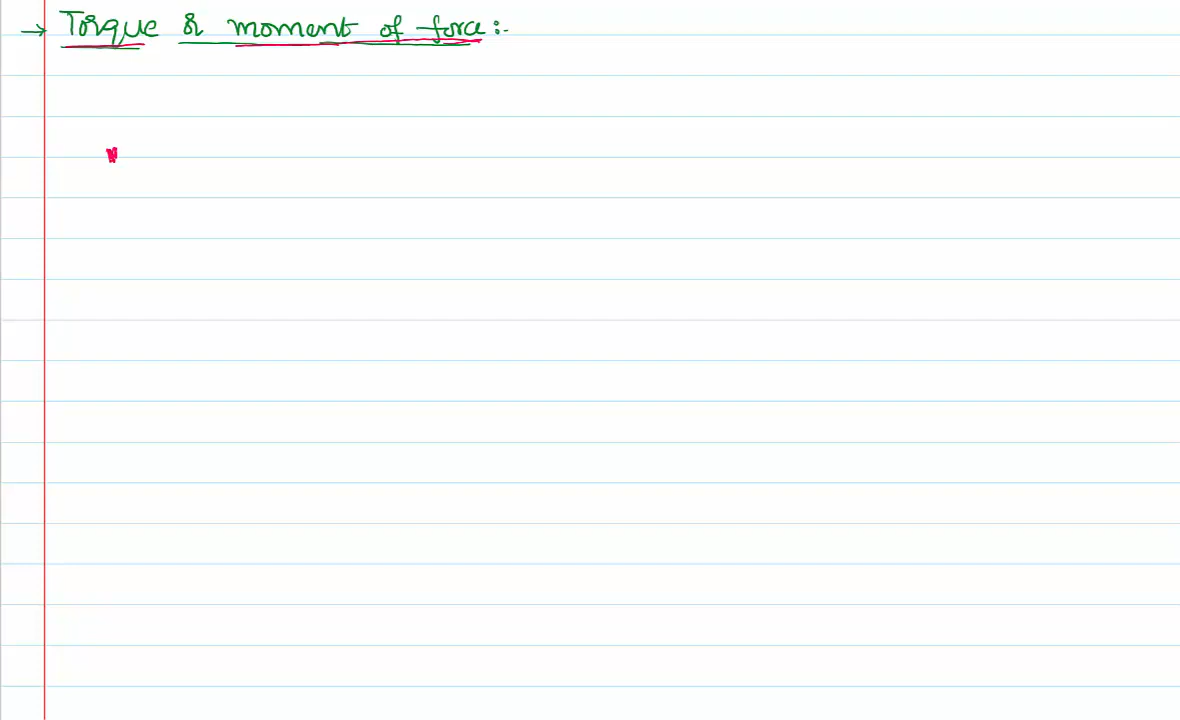 → Torque & moment of force :-